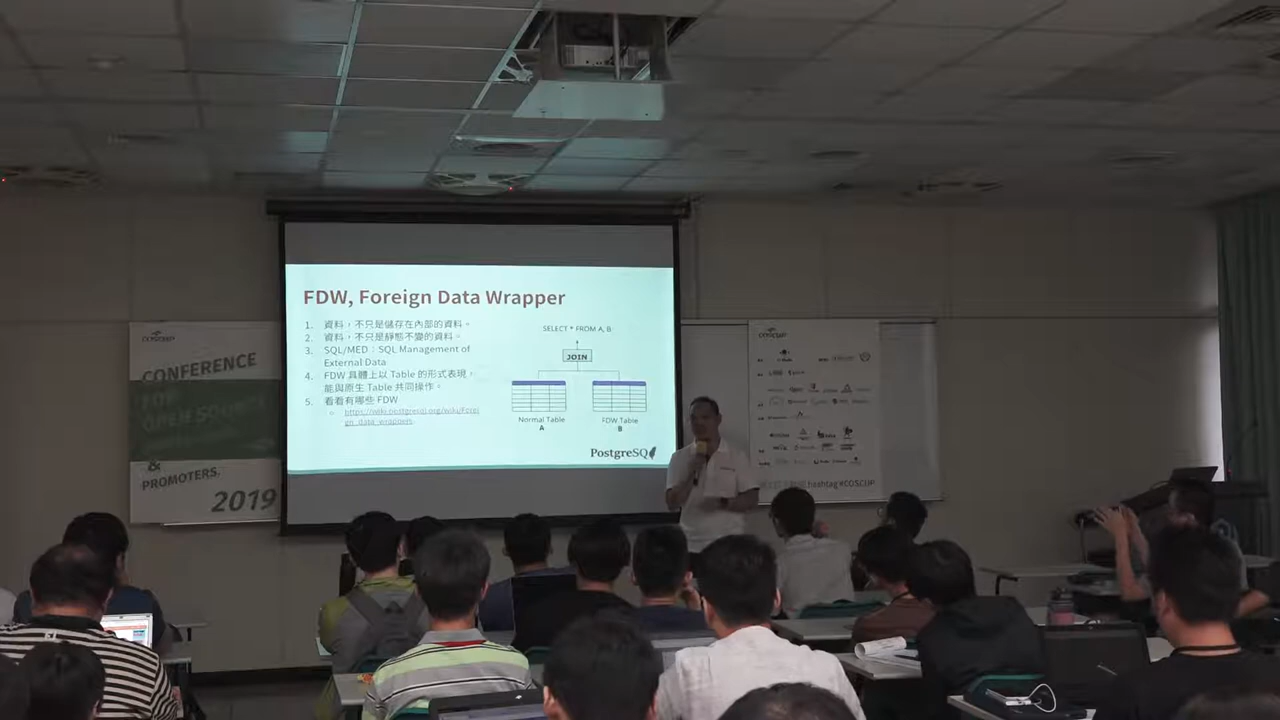 FDW, Foreign Data Wrapper
1. 資料，不只是儲存在內部的資料。
2. 資料，不只是靜態不變的資料。
3. SQL/MED：SQL Management of
External Data
4. FDW 具體上以 Table 的形式表現，
能與原生 Table 共同操作。
5. 看看有哪些 FDW
https://wiki.postgresql.org/wiki/Forei
gn_data_wrappers
SELECT * FROM A, B
JOIN
Normal Table
A
FDW Table
B
PostgreSQ
COSCUP
CONFERENCE
FOR
OPEN SOURCE
&
PROMOTERS.
2019
hashtag #COSCUP